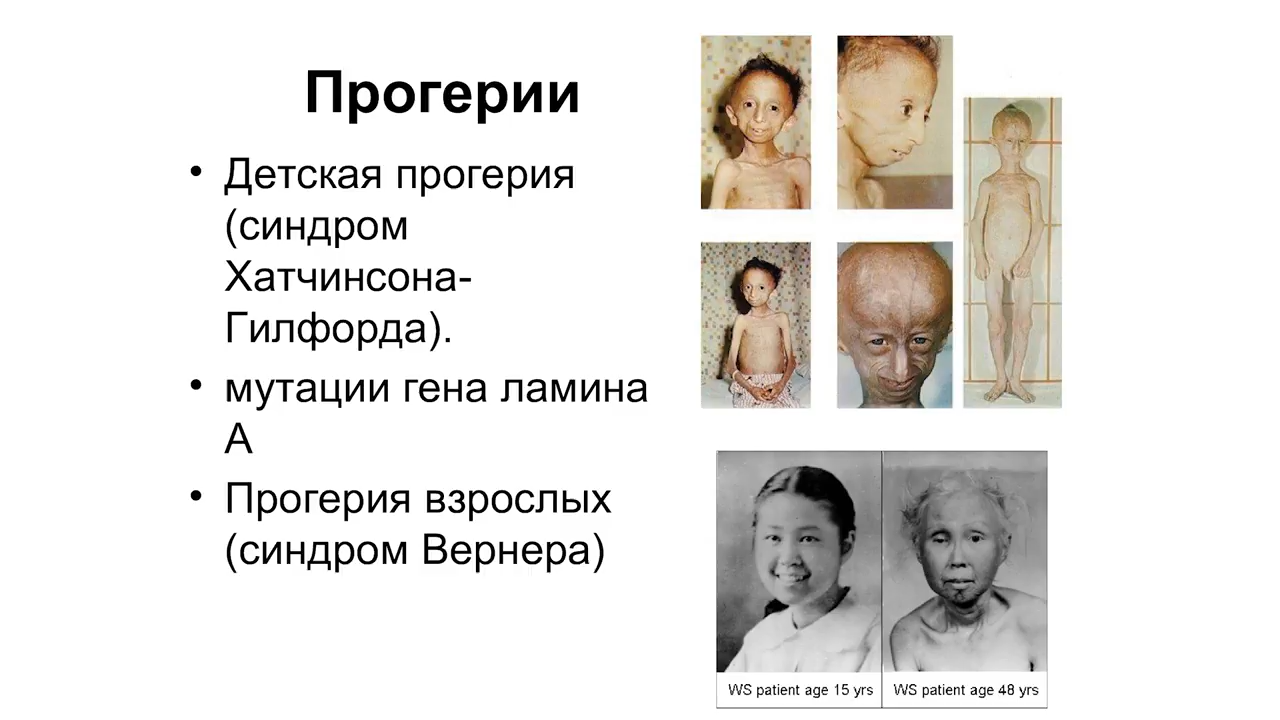 Прогерии
• Детская прогерия
(синдром
Хатчинсона-
Гилфорда).
• мутации гена ламина
А
• Прогерия взрослых
(синдром Вернера)
WS patient age 15 yrs
WS patient age 48 yrs